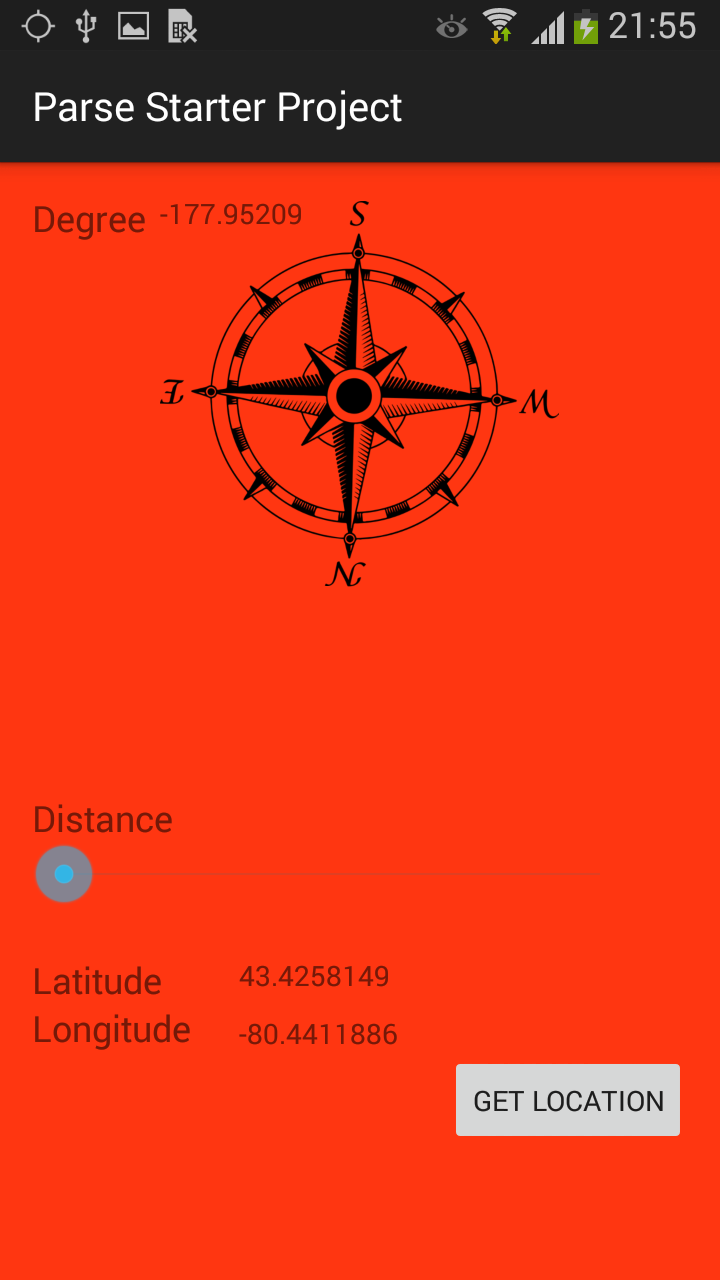 21:55
Parse Starter Project
Degree -177.95209
S
E W
N
Distance
Latitude 43.4258149
Longitude -80.4411886
GET LOCATION